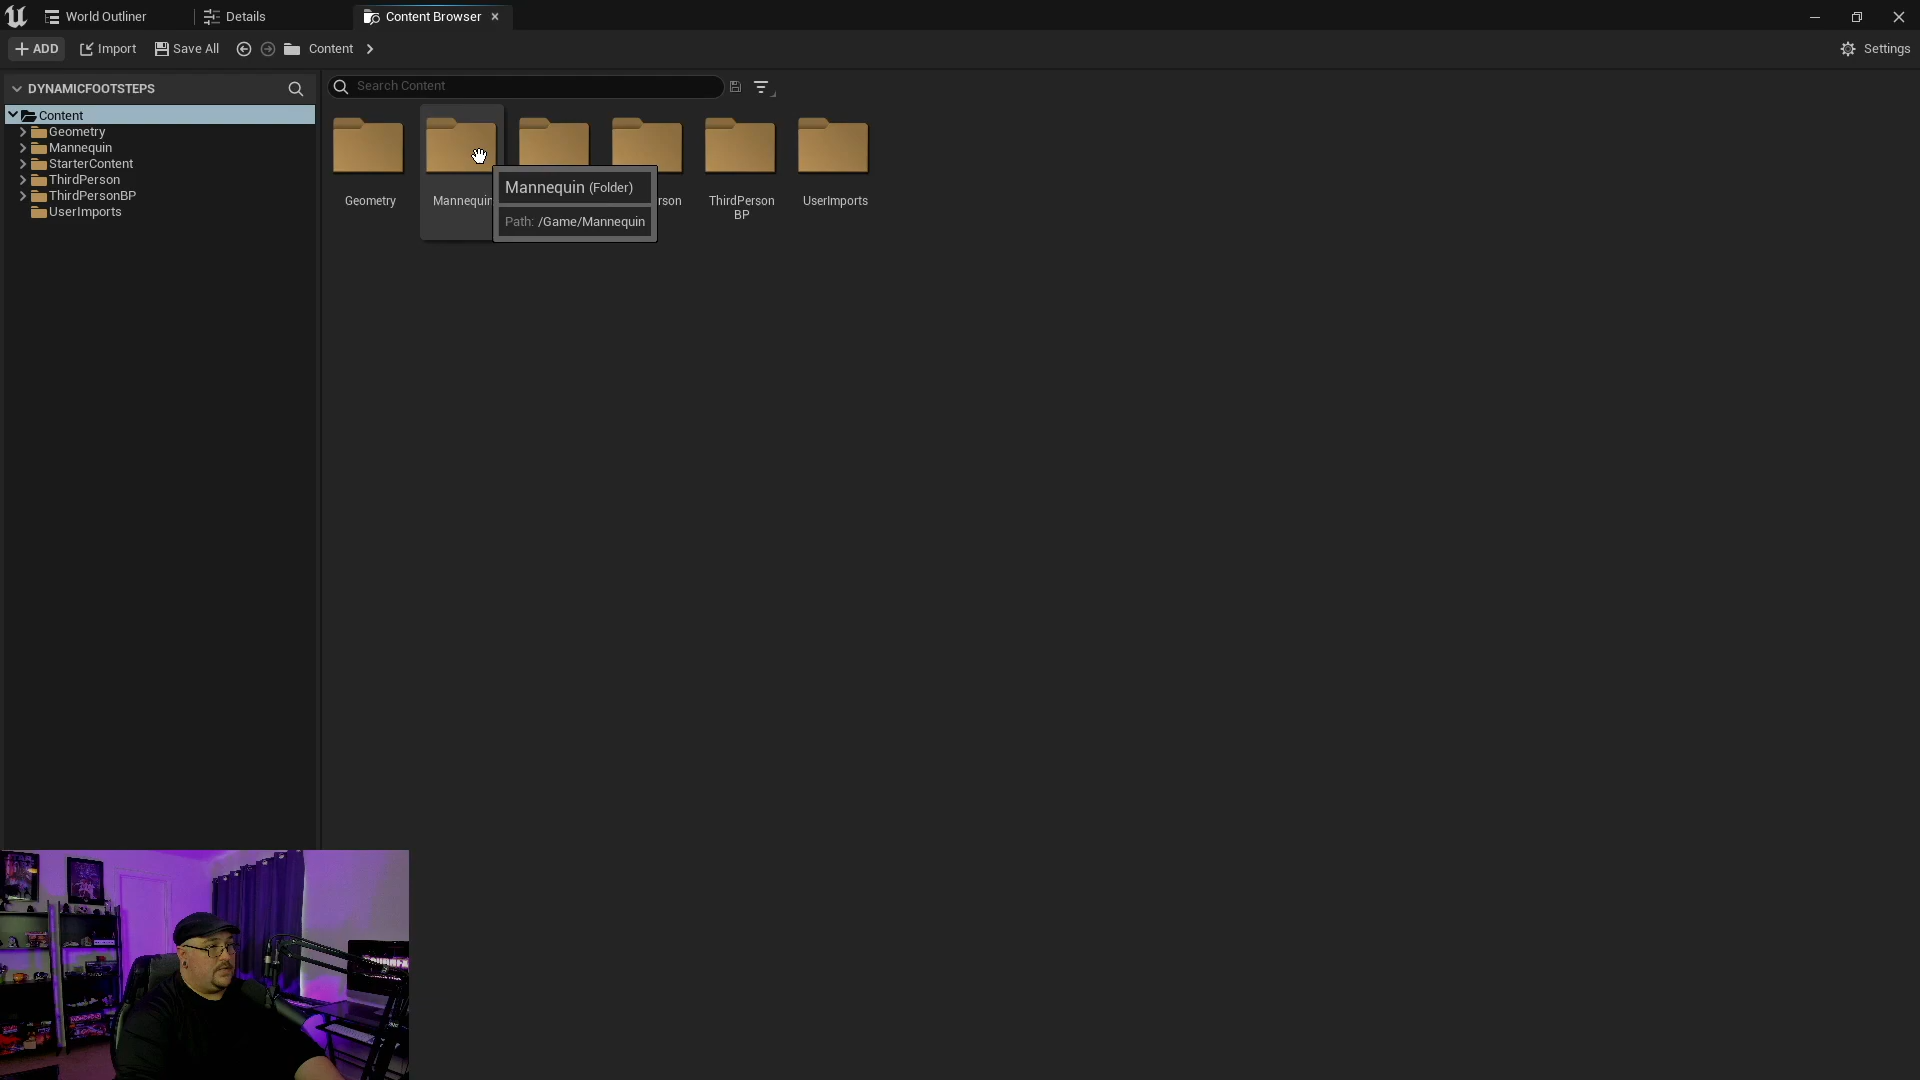 World Outliner
Details
Content Browser
ADD
Import
Save All
Content
Settings
DYNAMICFOOTSTEPS
Search Content
Content
Geometry
Mannequin
StarterContent
ThirdPerson
ThirdPersonBP
UserImports
Geometry
Mannequin
rson
ThirdPerson
BP
UserImports
Mannequin (Folder)
Path: /Game/Mannequin